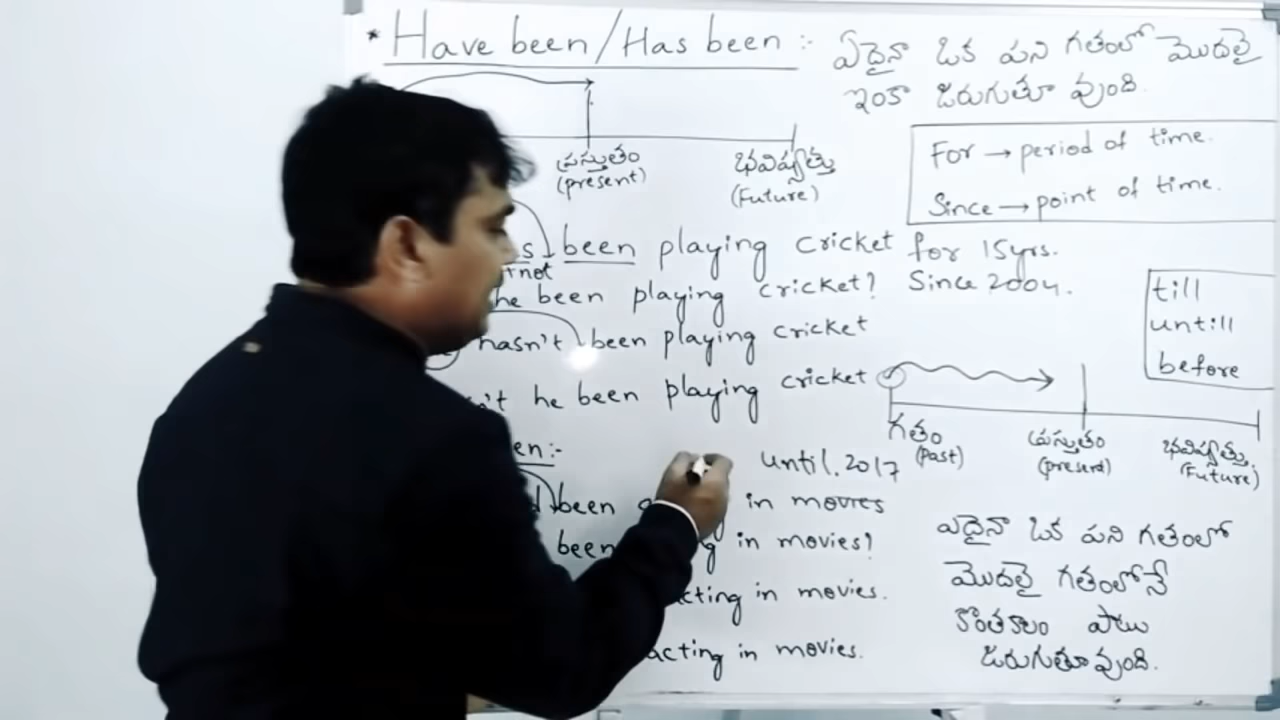 * Have been / Has been :-
ఏదైనా ఒక పని గతంలో మొదలై
ఇంకా జరుగుతూ వుంది.
ప్రస్తుతం
(present)
భవిష్యత్తు
(Future)
For → period of time.
Since → point of time.
been playing cricket for 15yrs.
+not
he been playing cricket? Since 2004.
hasn't been playing cricket
he been playing cricket
till
untill
before
గతం
(Past)
ప్రస్తుతం
(present)
భవిష్యత్తు
(Future)
until. 2017
been in movies
been in movies?
acting in movies.
acting in movies.
ఏదైనా ఒక పని గతంలో
మొదలై గతంలోనే
కొంతకాలం పాటు
జరుగుతూవుంది.